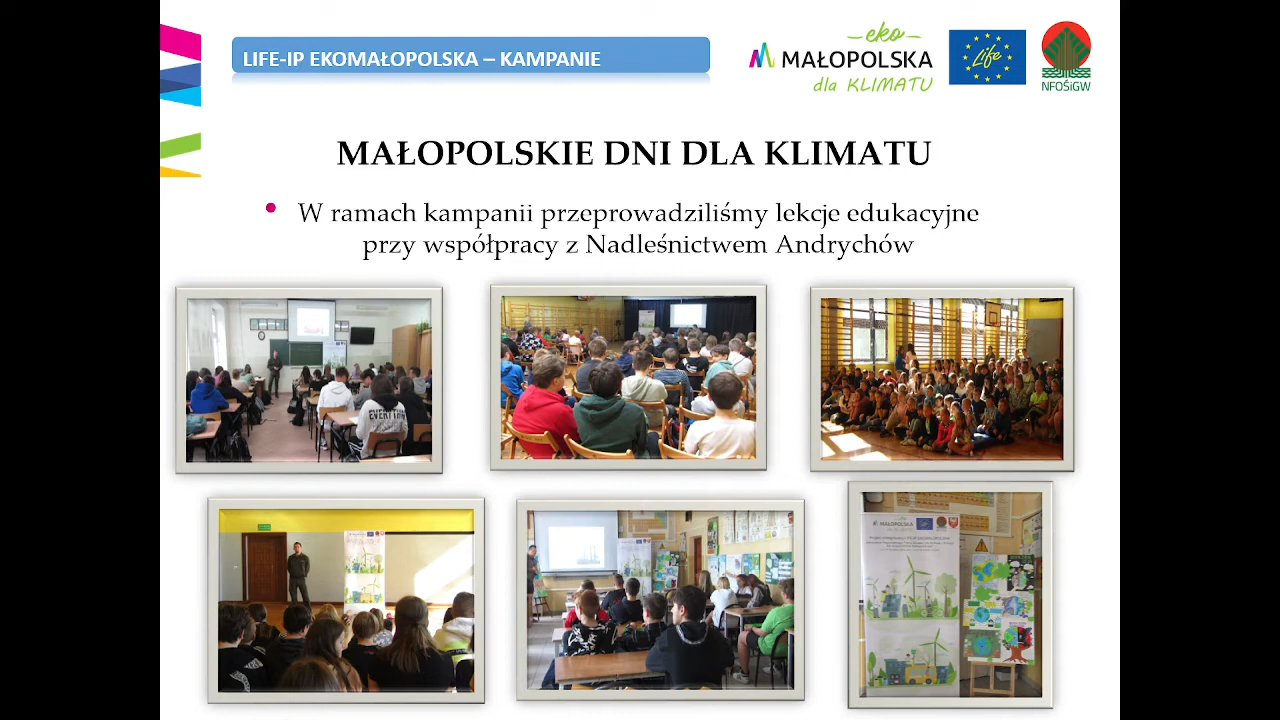 LIFE-IP EKOMAŁOPOLSKA – KAMPANIE
eko
MAŁOPOLSKA
dla KLIMATU
Life
NFOŚiGW
MAŁOPOLSKIE DNI DLA KLIMATU
• W ramach kampanii przeprowadziliśmy lekcje edukacyjne
przy współpracy z Nadleśnictwem Andrychów
MAŁOPOLSKA